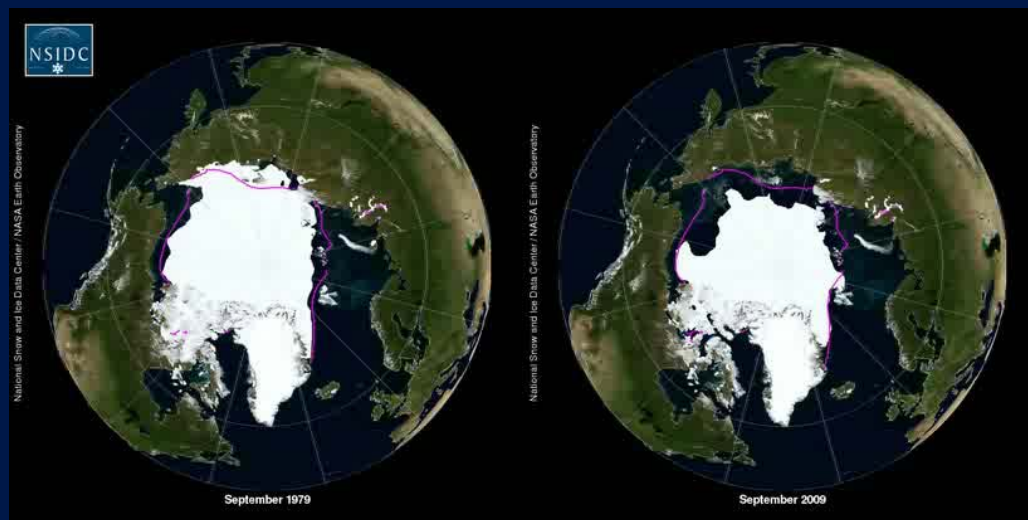 NSIDC
National Snow and Ice Data Center / NASA Earth Observatory
September 1979
National Snow and Ice Data Center / NASA Earth Observatory
September 2009